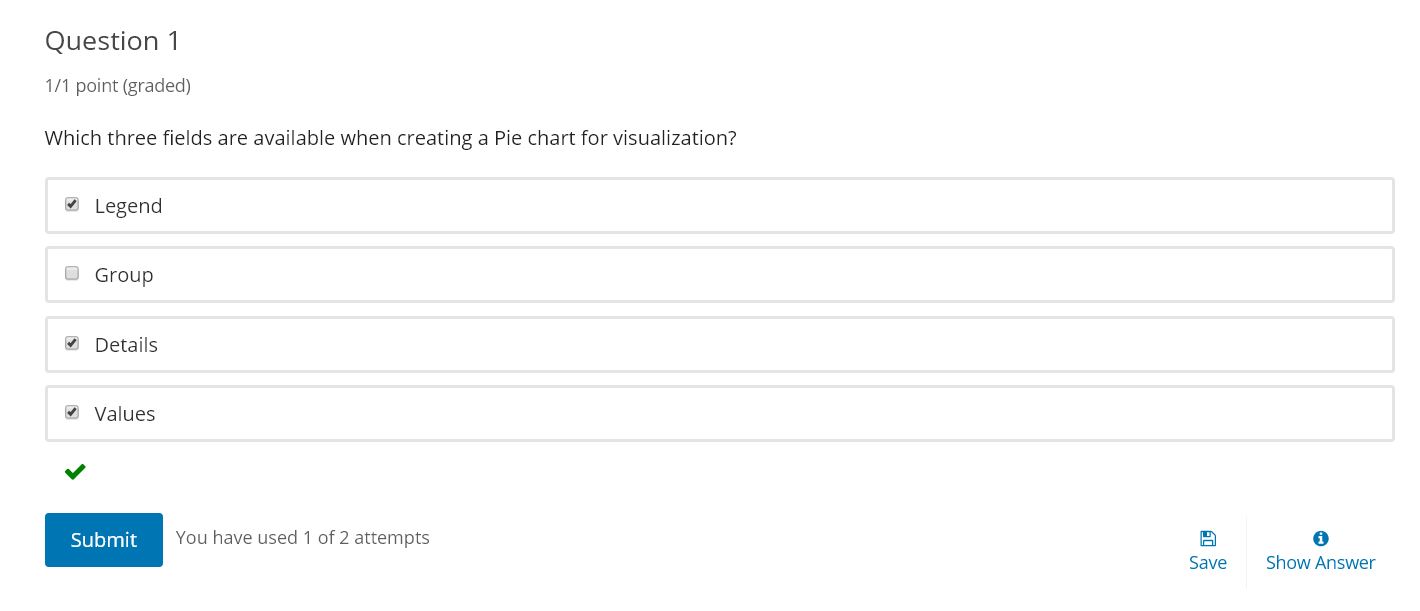 Question 1
1/1 point (graded)
Which three fields are available when creating a Pie chart for visualization?
Legend
Group
Details
Values
Submit
You have used 1 of 2 attempts
Save
Show Answer